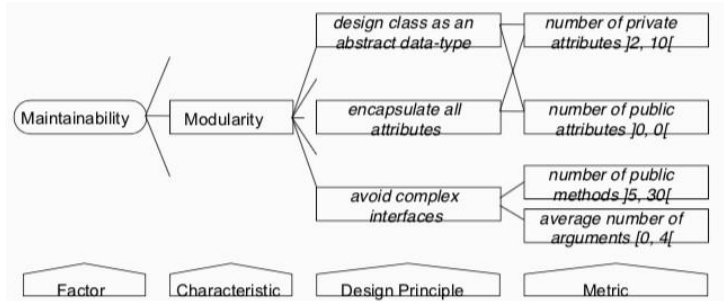 design class as an
abstract data-type
number of private
attributes ]2, 10[
Maintainability
Modularity
encapsulate all
attributes
number of public
attributes ]0, 0[
avoid complex
interfaces
number of public
methods ]5, 30[
average number of
arguments [0, 4[
Factor
Characteristic
Design Principle
Metric